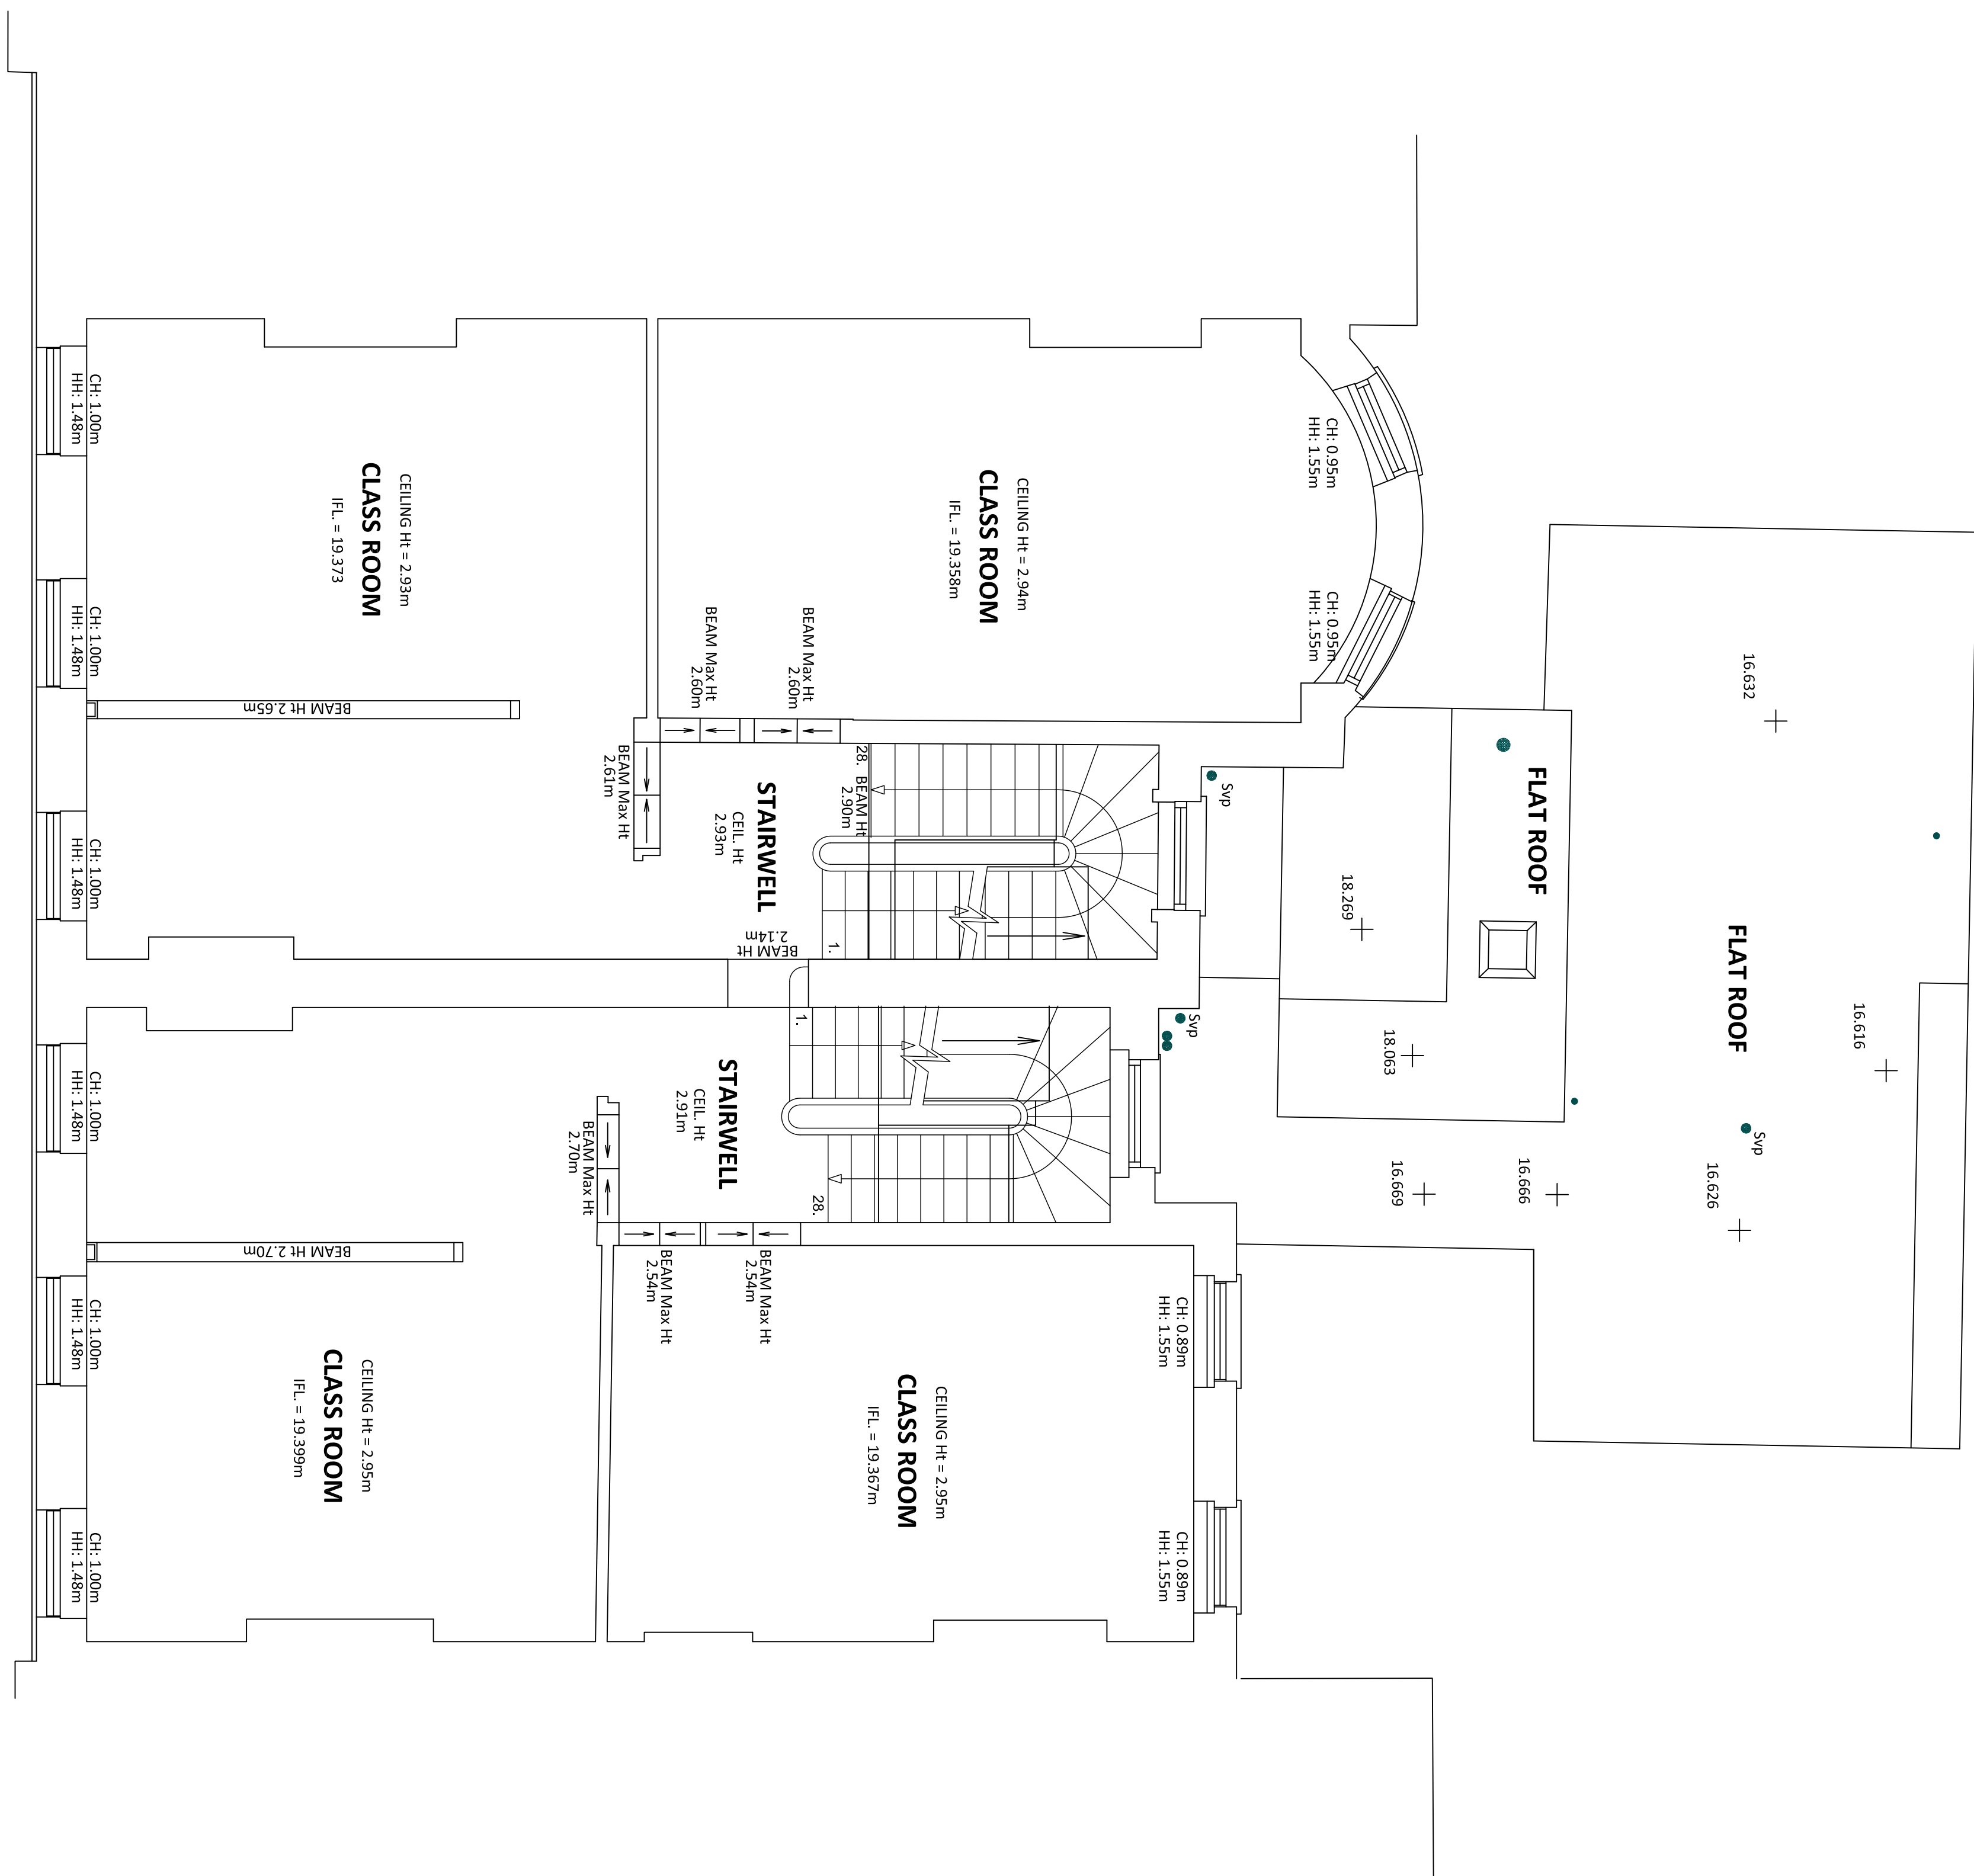 CEILING Ht = 2.93m
CLASS ROOM
IFL. = 19.373
CH: 1.00m
HH: 1.48m
CH: 1.00m
HH: 1.48m
CH: 1.00m
HH: 1.48m
BEAM Ht 2.65m
CEILING Ht = 2.94m
CLASS ROOM
IFL. = 19.358m
CH: 0.95m
HH: 1.55m
CH: 0.95m
HH: 1.55m
BEAM Max Ht
2.60m
BEAM Max Ht
2.60m
BEAM Max Ht
2.61m
STAIRWELL
CEIL. Ht
2.93m
28.
BEAM Ht
2.90m
1.
BEAM Ht
2.14m
Svp
FLAT ROOF
18.269
18.063
FLAT ROOF
16.632
16.616
Svp
16.626
16.666
16.669
Svp
1.
STAIRWELL
CEIL. Ht
2.91m
28.
BEAM Max Ht
2.70m
BEAM Max Ht
2.54m
BEAM Max Ht
2.54m
CH: 1.00m
HH: 1.48m
CH: 1.00m
HH: 1.48m
CH: 1.00m
HH: 1.48m
BEAM Ht 2.70m
CEILING Ht = 2.95m
CLASS ROOM
IFL. = 19.399m
CEILING Ht = 2.95m
CLASS ROOM
IFL. = 19.367m
CH: 0.89m
HH: 1.55m
CH: 0.89m
HH: 1.55m